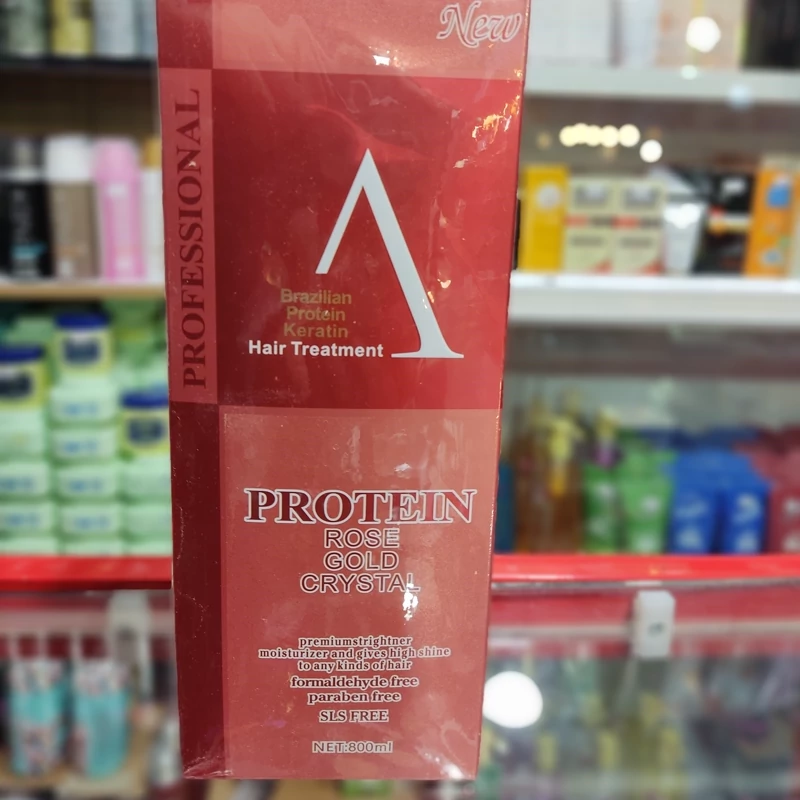 New
PROFESSIONAL
Λ
Brazilian
Protein
Keratin
Hair Treatment
PROTEIN
ROSE
GOLD
CRYSTAL
premiumstrightner
moisturizer and gives high shine
to any kinds of hair
formaldehyde free
paraben free
SLS FREE
NET:800ml